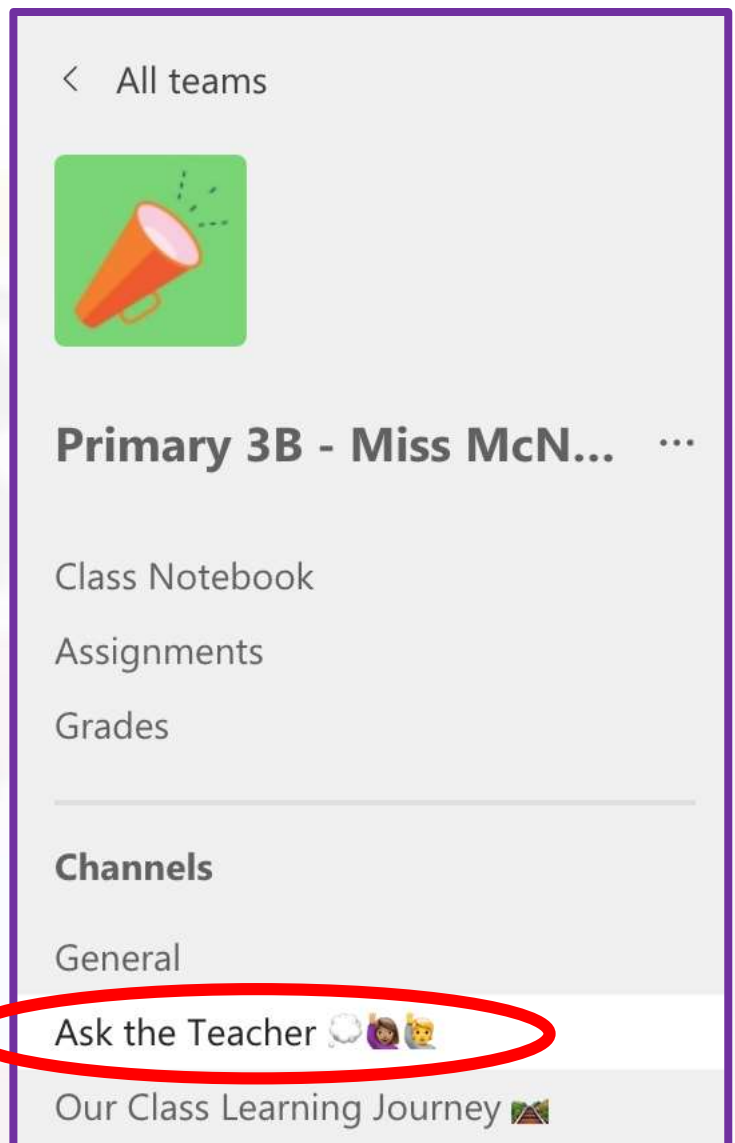 < All teams
Primary 3B - Miss McN... ...
Class Notebook
Assignments
Grades
Channels
General
Ask the Teacher 💭🙋🏽‍♀️🙋‍♂️
Our Class Learning Journey 🛤️